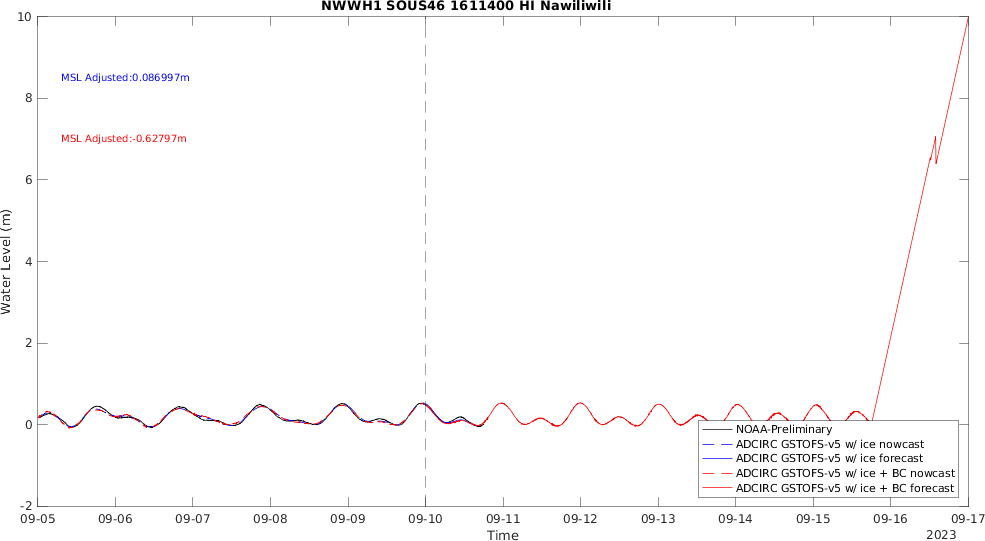 NWWH1 SOUS46 1611400 HI Nawiliwili
10
8
6
4
2
0
-2
Water Level (m)
MSL Adjusted:0.086997m
MSL Adjusted:-0.62797m
NOAA-Preliminary
ADCIRC GSTOFS-v5 w/ ice nowcast
ADCIRC GSTOFS-v5 w/ ice forecast
ADCIRC GSTOFS-v5 w/ ice + BC nowcast
ADCIRC GSTOFS-v5 w/ ice + BC forecast
09-05 09-06 09-07 09-08 09-09 09-10 09-11 09-12 09-13 09-14 09-15 09-16 09-17
Time
2023